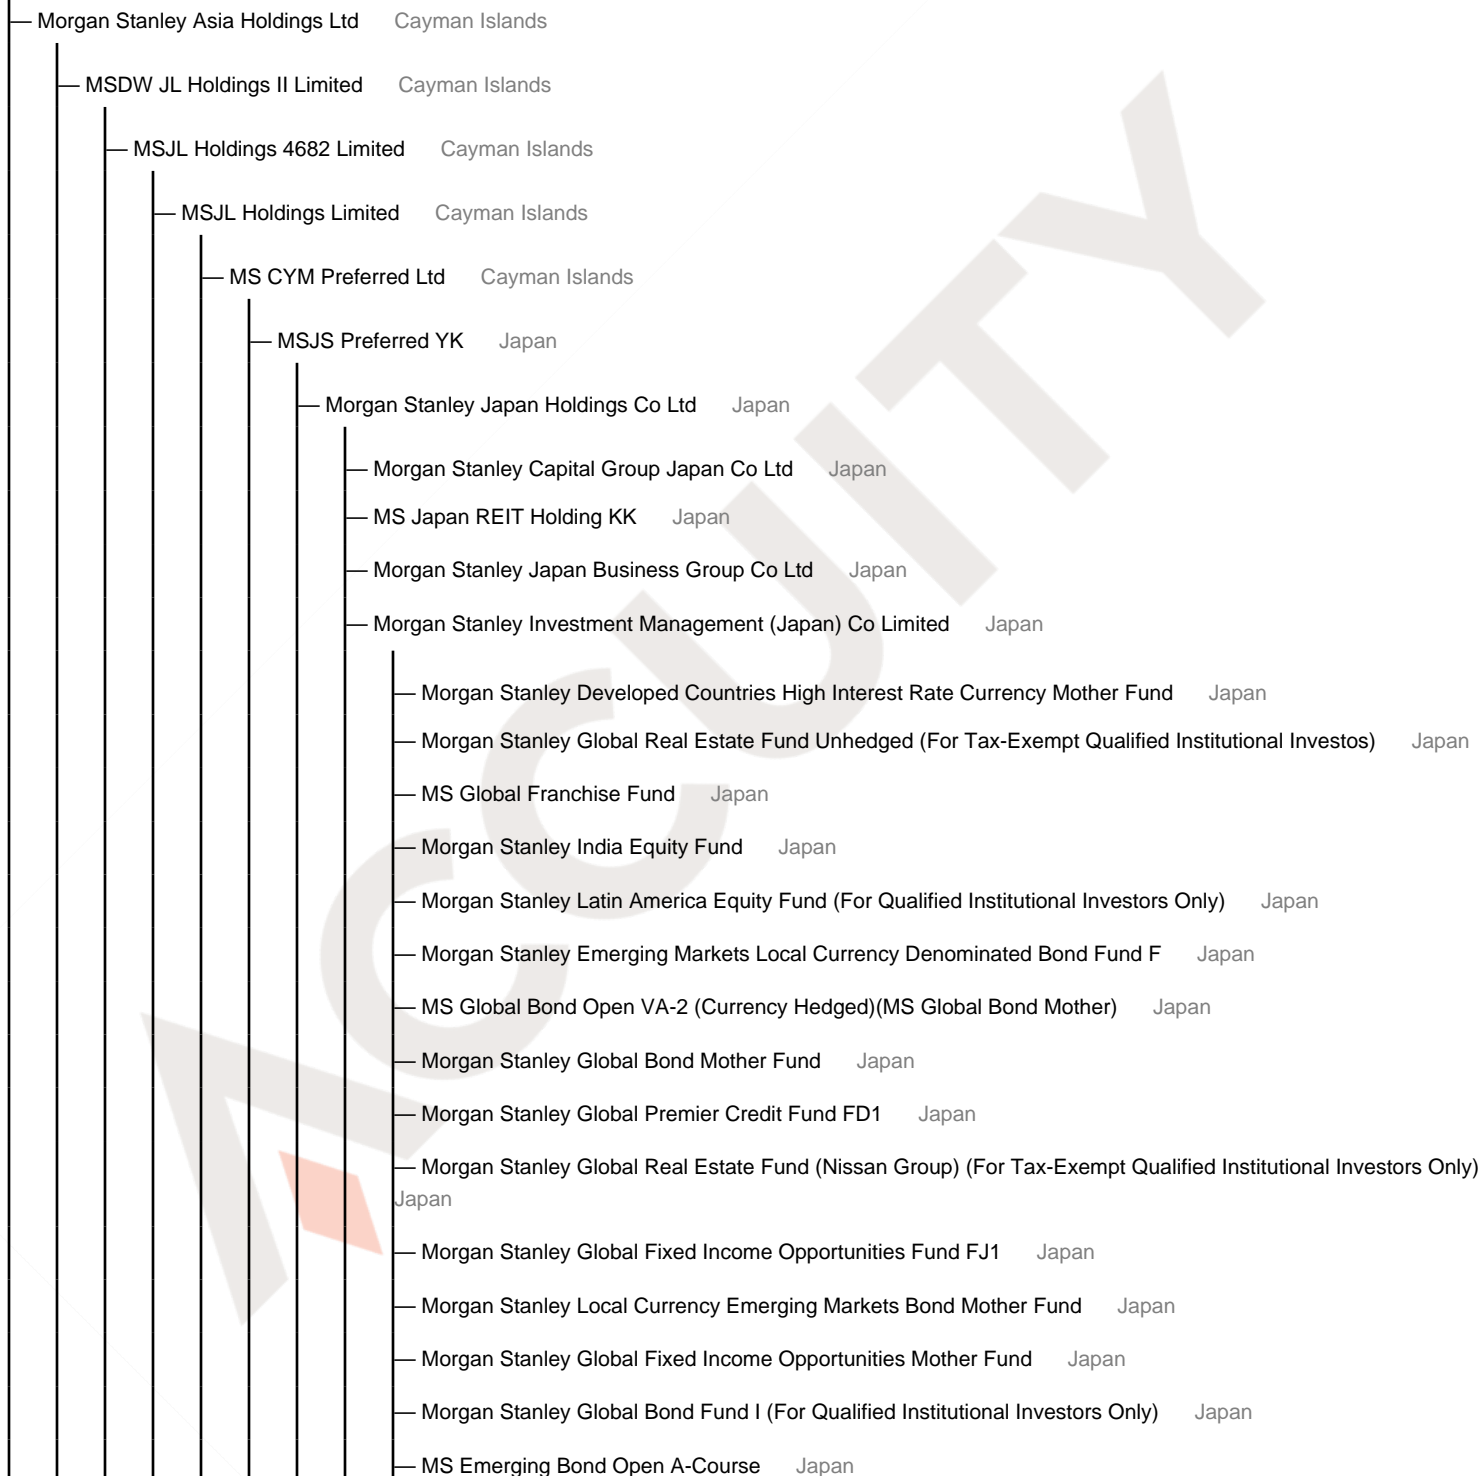 Morgan Stanley Asia Holdings Ltd Cayman Islands
MSDW JL Holdings II Limited Cayman Islands
MSJL Holdings 4682 Limited Cayman Islands
MSJL Holdings Limited Cayman Islands
MS CYM Preferred Ltd Cayman Islands
MSJS Preferred YK Japan
Morgan Stanley Japan Holdings Co Ltd Japan
Morgan Stanley Capital Group Japan Co Ltd Japan
MS Japan REIT Holding KK Japan
Morgan Stanley Japan Business Group Co Ltd Japan
Morgan Stanley Investment Management (Japan) Co Limited Japan
Morgan Stanley Developed Countries High Interest Rate Currency Mother Fund Japan
Morgan Stanley Global Real Estate Fund Unhedged (For Tax-Exempt Qualified Institutional Investos) Japan
MS Global Franchise Fund Japan
Morgan Stanley India Equity Fund Japan
Morgan Stanley Latin America Equity Fund (For Qualified Institutional Investors Only) Japan
Morgan Stanley Emerging Markets Local Currency Denominated Bond Fund F Japan
MS Global Bond Open VA-2 (Currency Hedged)(MS Global Bond Mother) Japan
Morgan Stanley Global Bond Mother Fund Japan
Morgan Stanley Global Premier Credit Fund FD1 Japan
Morgan Stanley Global Real Estate Fund (Nissan Group) (For Tax-Exempt Qualified Institutional Investors Only)
Japan
Morgan Stanley Global Fixed Income Opportunities Fund FJ1 Japan
Morgan Stanley Local Currency Emerging Markets Bond Mother Fund Japan
Morgan Stanley Global Fixed Income Opportunities Mother Fund Japan
Morgan Stanley Global Bond Fund I (For Qualified Institutional Investors Only) Japan
MS Emerging Bond Open A-Course Japan
ACCUITY